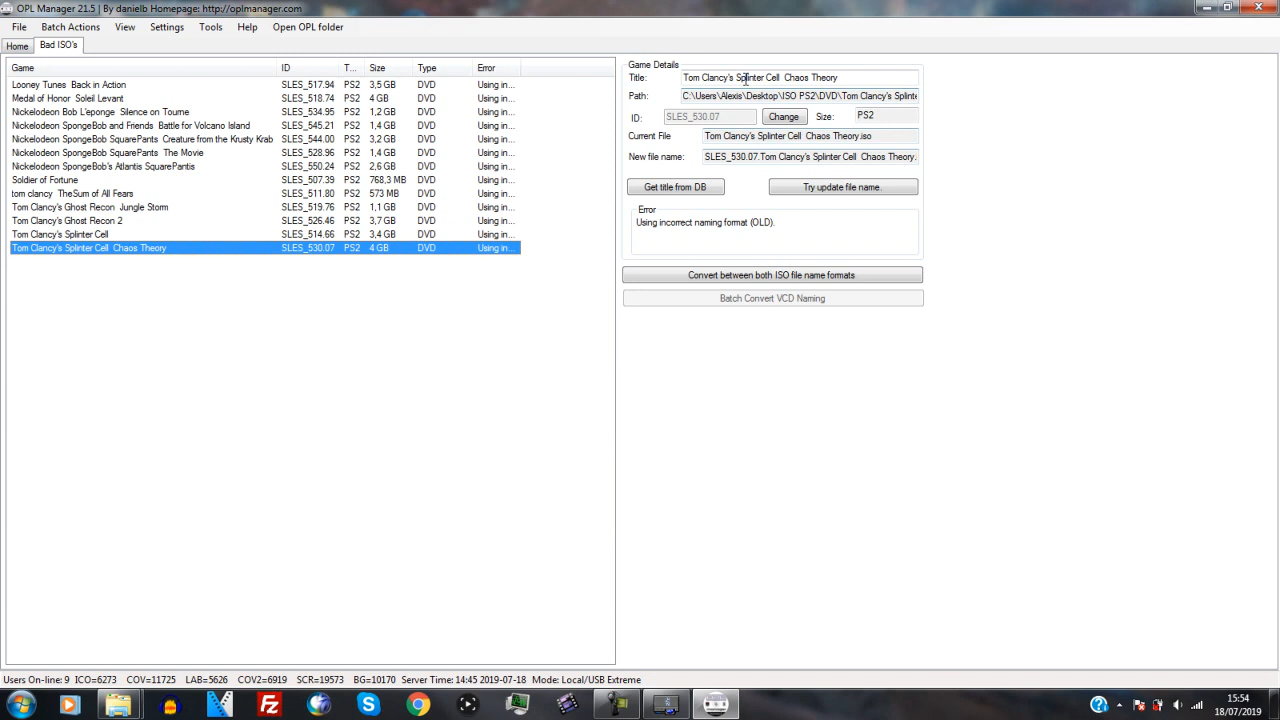 OPL Manager 21.5 | By danielb Homepage: http://oplmanager.com
File Batch Actions View Settings Tools Help Open OPL folder
Home Bad ISO's
Game ID T... Size Type Error
Looney Tunes Back in Action SLES_517.94 PS2 3,5 GB DVD Using in...
Medal of Honor Soleil Levant SLES_518.74 PS2 4 GB DVD Using in...
Nickelodeon Bob L'eponge Silence on Tourne SLES_534.95 PS2 1,2 GB DVD Using in...
Nickelodeon SpongeBob and Friends Battle for Volcano Island SLES_545.21 PS2 1,4 GB DVD Using in...
Nickelodeon SpongeBob SquarePants Creature from the Krusty Krab SLES_544.00 PS2 3,2 GB DVD Using in...
Nickelodeon SpongeBob SquarePants The Movie SLES_528.96 PS2 1,4 GB DVD Using in...
Nickelodeon SpongeBob's Atlantis SquarePantis SLES_550.24 PS2 2,6 GB DVD Using in...
Soldier of Fortune SLES_507.39 PS2 768,3 MB DVD Using in...
tom clancy TheSum of All Fears SLES_511.80 PS2 573 MB DVD Using in...
Tom Clancy's Ghost Recon Jungle Storm SLES_519.76 PS2 1,1 GB DVD Using in...
Tom Clancy's Ghost Recon 2 SLES_526.46 PS2 3,7 GB DVD Using in...
Tom Clancy's Splinter Cell SLES_514.66 PS2 3,4 GB DVD Using in...
Tom Clancy's Splinter Cell Chaos Theory SLES_530.07 PS2 4 GB DVD Using in...
Game Details
Title: Tom Clancy's Splinter Cell Chaos Theory
Path: C:\Users\Alexis\Desktop\ISO PS2\DVD\Tom Clancy's Splinte
ID: SLES_530.07 Change Size: PS2
Current File Tom Clancy's Splinter Cell Chaos Theory.iso
New file name: SLES_530.07.Tom Clancy's Splinter Cell Chaos Theory.
Get title from DB Try update file name.
Error
Using incorrect naming format (OLD).
Convert between both ISO file name formats
Batch Convert VCD Naming
Users On-line: 9 ICO=6273 COV=11725 LAB=5626 COV2=6919 SCR=19573 BG=10170 Server Time: 14:45 2019-07-18 Mode: Local/USB Extreme
15:54
18/07/2019